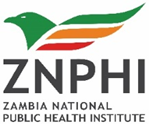 ZNPHI
ZAMBIA NATIONAL
PUBLIC HEALTH INSTITUTE